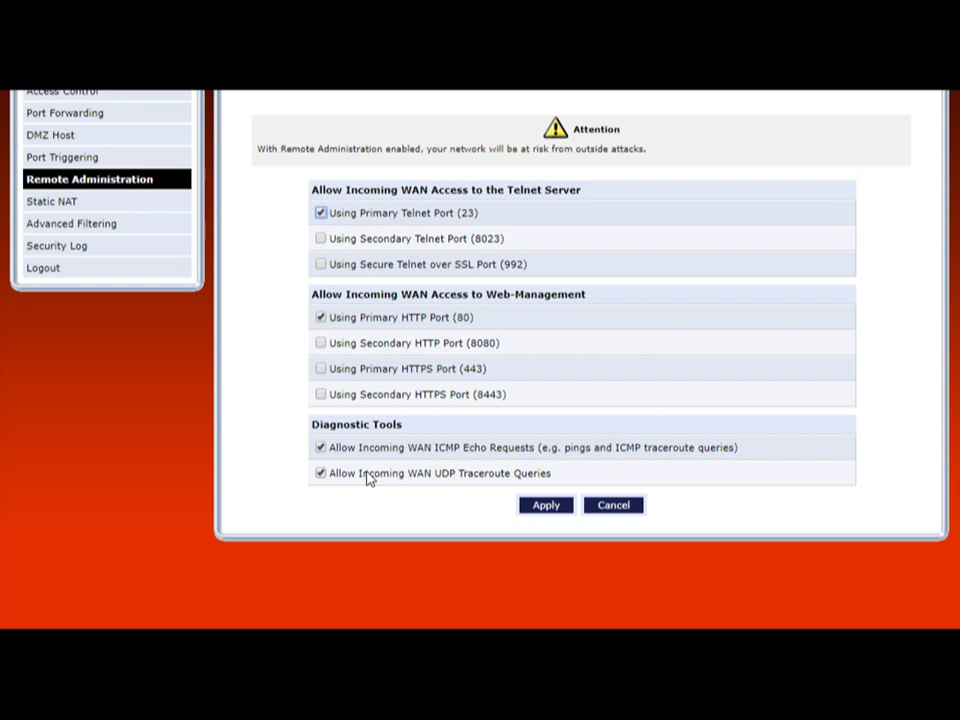 Access Control
Port Forwarding
DMZ Host
Port Triggering
Remote Administration
Static NAT
Advanced Filtering
Security Log
Logout
Attention
With Remote Administration enabled, your network will be at risk from outside attacks.
Allow Incoming WAN Access to the Telnet Server
Using Primary Telnet Port (23)
Using Secondary Telnet Port (8023)
Using Secure Telnet over SSL Port (992)
Allow Incoming WAN Access to Web-Management
Using Primary HTTP Port (80)
Using Secondary HTTP Port (8080)
Using Primary HTTPS Port (443)
Using Secondary HTTPS Port (8443)
Diagnostic Tools
Allow Incoming WAN ICMP Echo Requests (e.g. pings and ICMP traceroute queries)
Allow Incoming WAN UDP Traceroute Queries
Apply Cancel